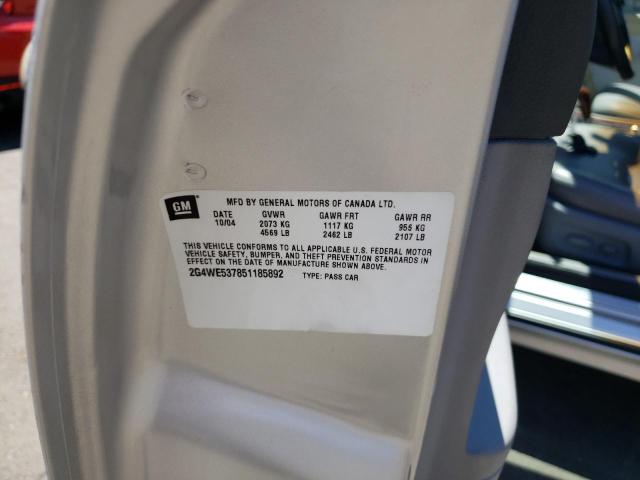 GM
MFD BY GENERAL MOTORS OF CANADA LTD.
DATE GVWR GAWR FRT GAWR RR
10/04 2073 KG 1117 KG 955 KG
4569 LB 2462 LB 2107 LB
THIS VEHICLE CONFORMS TO ALL APPLICABLE U.S. FEDERAL MOTOR
VEHICLE SAFETY, BUMPER, AND THEFT PREVENTION STANDARDS IN
EFFECT ON THE DATE OF MANUFACTURE SHOWN ABOVE.
2G4WE537851185892 TYPE: PASS CAR